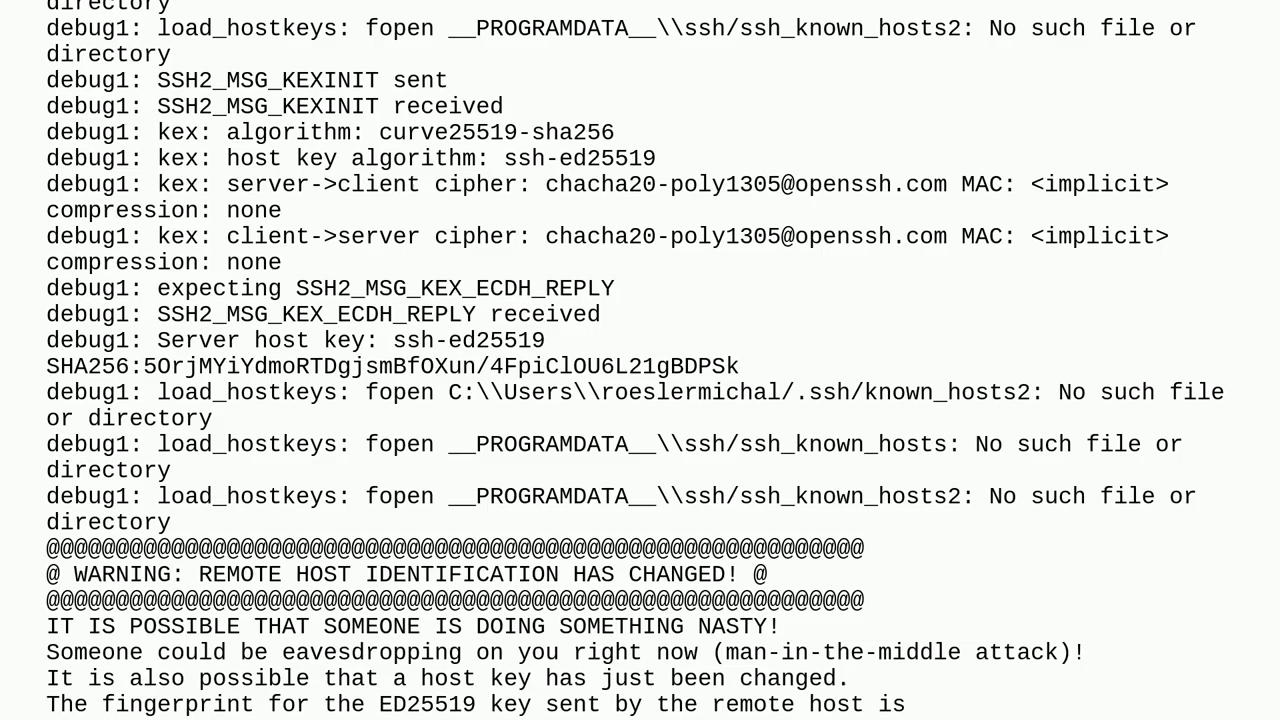 directory
debug1: load_hostkeys: fopen __PROGRAMDATA__\\ssh/ssh_known_hosts2: No such file or
directory
debug1: SSH2_MSG_KEXINIT sent
debug1: SSH2_MSG_KEXINIT received
debug1: kex: algorithm: curve25519-sha256
debug1: kex: host key algorithm: ssh-ed25519
debug1: kex: server->client cipher: chacha20-poly1305@openssh.com MAC: <implicit>
compression: none
debug1: kex: client->server cipher: chacha20-poly1305@openssh.com MAC: <implicit>
compression: none
debug1: expecting SSH2_MSG_KEX_ECDH_REPLY
debug1: SSH2_MSG_KEX_ECDH_REPLY received
debug1: Server host key: ssh-ed25519
SHA256:5OrjMYiYdmoRTDgjsmBfOXun/4FpiClOU6L21gBDPSk
debug1: load_hostkeys: fopen C:\\Users\\roeslermichal/.ssh/known_hosts2: No such file
or directory
debug1: load_hostkeys: fopen __PROGRAMDATA__\\ssh/ssh_known_hosts: No such file or
directory
debug1: load_hostkeys: fopen __PROGRAMDATA__\\ssh/ssh_known_hosts2: No such file or
directory
@@@@@@@@@@@@@@@@@@@@@@@@@@@@@@@@@@@@@@@@@@@@@@@@@@@@@@@@@@@
@ WARNING: REMOTE HOST IDENTIFICATION HAS CHANGED! @
@@@@@@@@@@@@@@@@@@@@@@@@@@@@@@@@@@@@@@@@@@@@@@@@@@@@@@@@@@@
IT IS POSSIBLE THAT SOMEONE IS DOING SOMETHING NASTY!
Someone could be eavesdropping on you right now (man-in-the-middle attack)!
It is also possible that a host key has just been changed.
The fingerprint for the ED25519 key sent by the remote host is